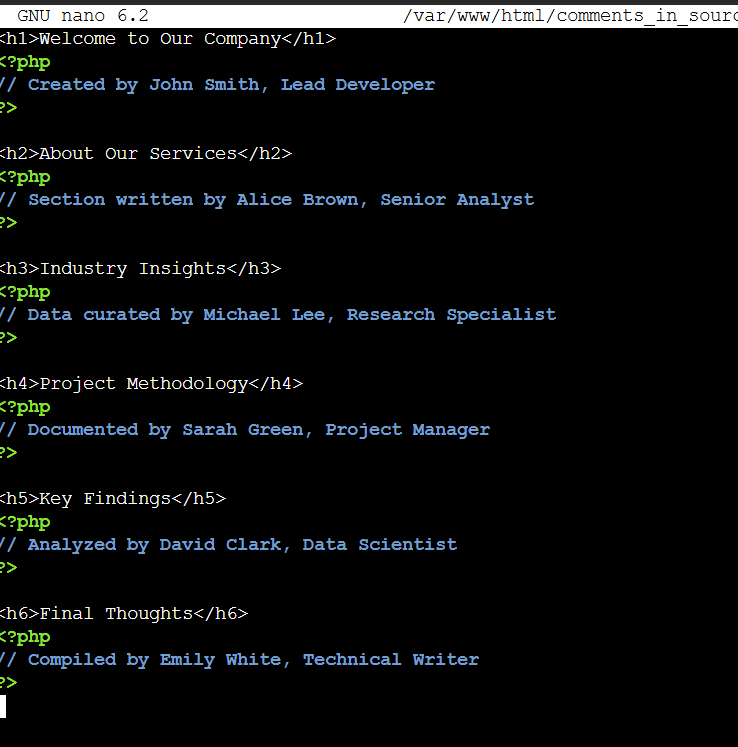 GNU nano 6.2 /var/www/html/comments_in_sourc
<h1>Welcome to Our Company</h1>
<?php
// Created by John Smith, Lead Developer
?>
<h2>About Our Services</h2>
<?php
// Section written by Alice Brown, Senior Analyst
?>
<h3>Industry Insights</h3>
<?php
// Data curated by Michael Lee, Research Specialist
?>
<h4>Project Methodology</h4>
<?php
// Documented by Sarah Green, Project Manager
?>
<h5>Key Findings</h5>
<?php
// Analyzed by David Clark, Data Scientist
?>
<h6>Final Thoughts</h6>
<?php
// Compiled by Emily White, Technical Writer
?>